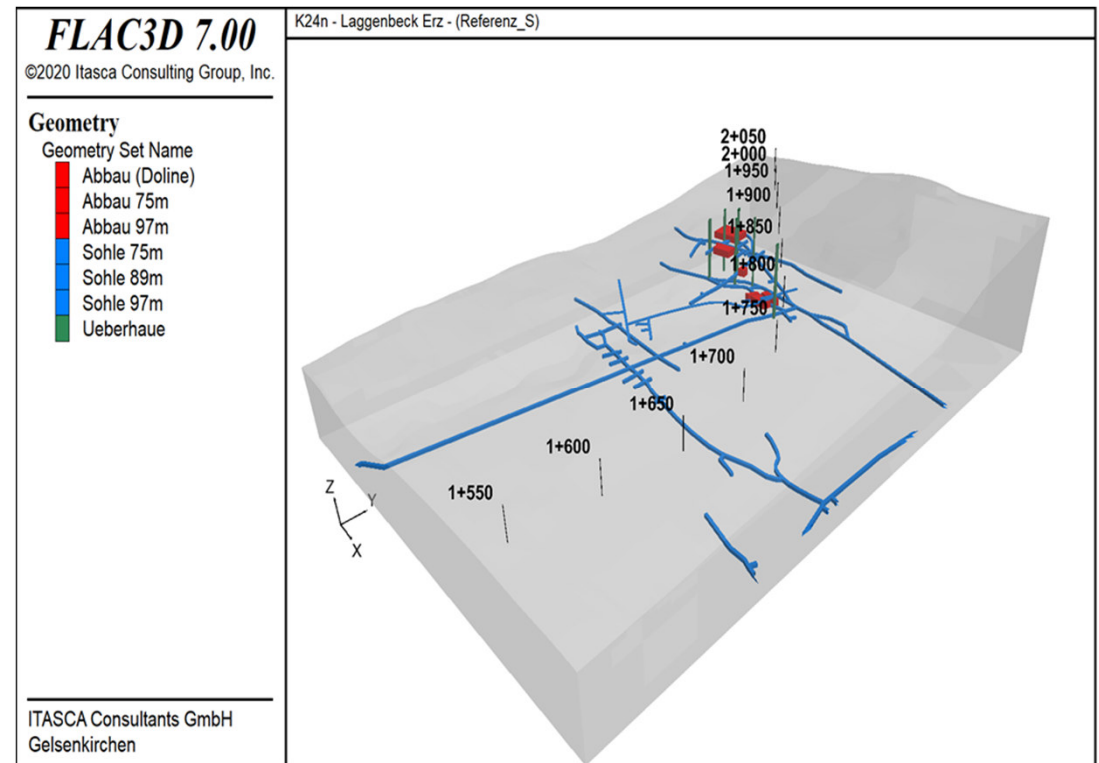 FLAC3D 7.00
©2020 Itasca Consulting Group, Inc.
Geometry
Geometry Set Name
Abbau (Doline)
Abbau 75m
Abbau 97m
Sohle 75m
Sohle 89m
Sohle 97m
Ueberhaue
ITASCA Consultants GmbH
Gelsenkirchen
K24n - Laggenbeck Erz - (Referenz_S)
2+050
2+000
1+950
1+900
1+850
1+800
1+750
1+700
1+650
1+600
1+550
Z
Y
X